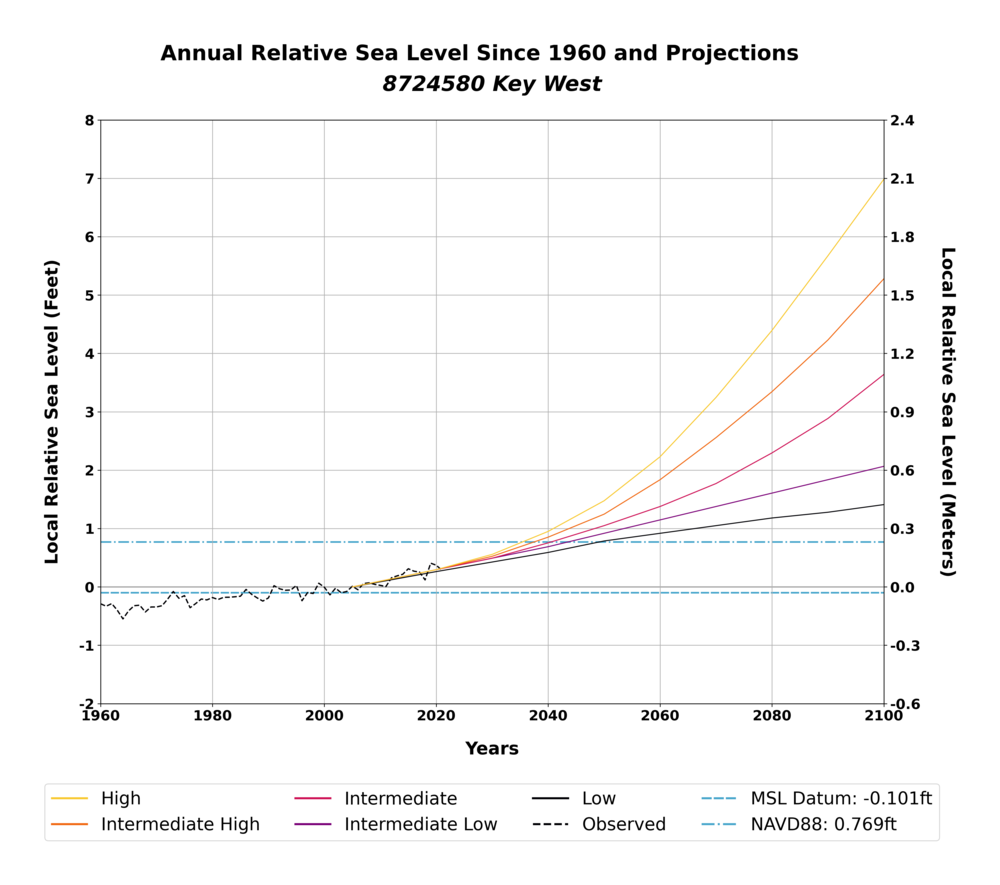 Annual Relative Sea Level Since 1960 and Projections
8724580 Key West
8
7
6
5
4
3
2
1
0
-1
-2
2.4
2.1
1.8
1.5
1.2
0.9
0.6
0.3
0.0
-0.3
-0.6
Local Relative Sea Level (Feet)
Local Relative Sea Level (Meters)
1960 1980 2000 2020 2040 2060 2080 2100
Years
High Intermediate Low MSL Datum: -0.101ft
Intermediate High Intermediate Low Observed NAVD88: 0.769ft